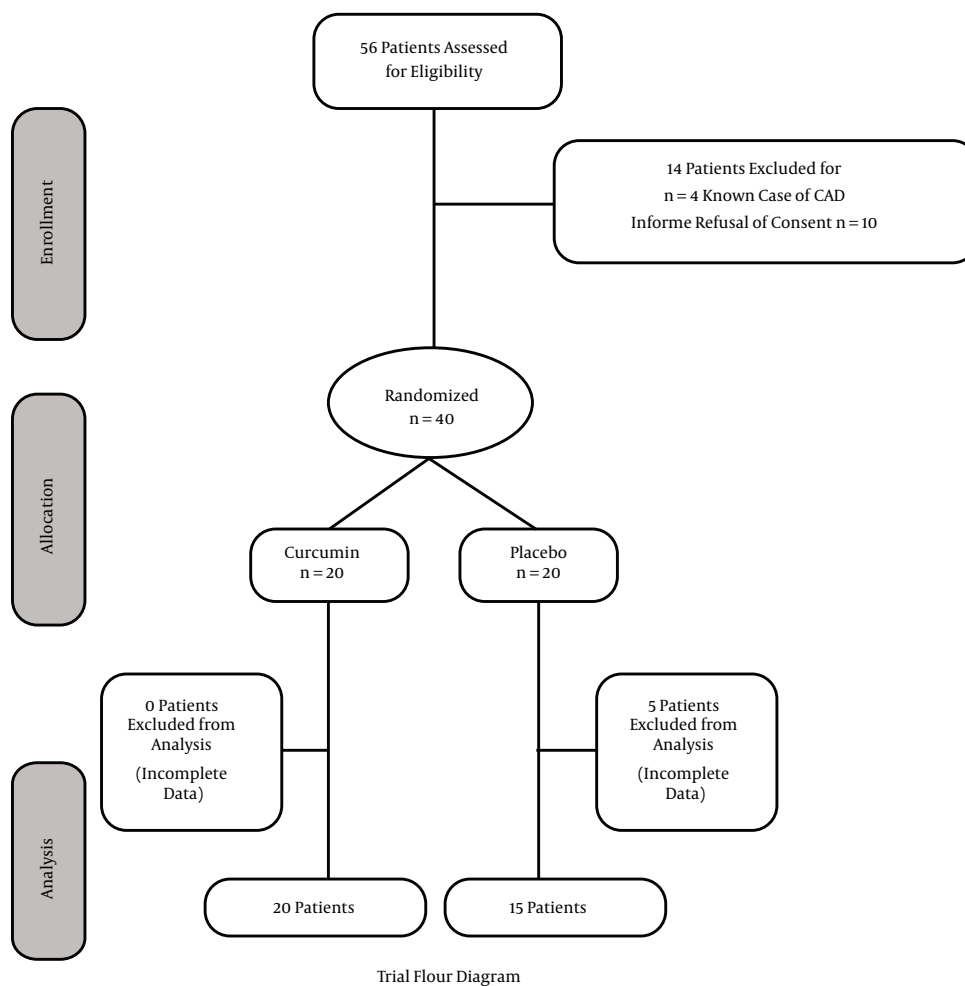 56 Patients Assessed
for Eligibility
Enrollment
14 Patients Excluded for
n = 4 Known Case of CAD
Informe Refusal of Consent n = 10
Randomized
n = 40
Allocation
Curcumin
n = 20
Placebo
n = 20
0 Patients
Excluded from
Analysis
(Incomplete
Data)
5 Patients
Excluded from
Analysis
(Incomplete
Data)
Analysis
20 Patients
15 Patients
Trial Flour Diagram